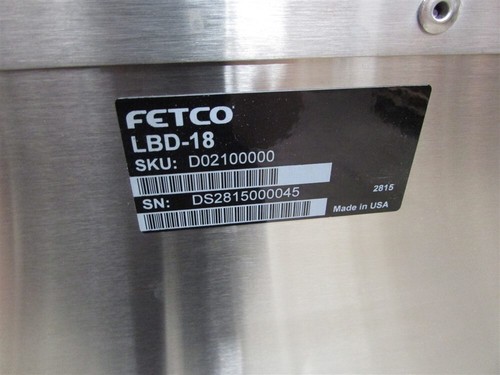 FETCO
LBD-18
SKU: D02100000
SN: DS2815000045
2815
Made in USA